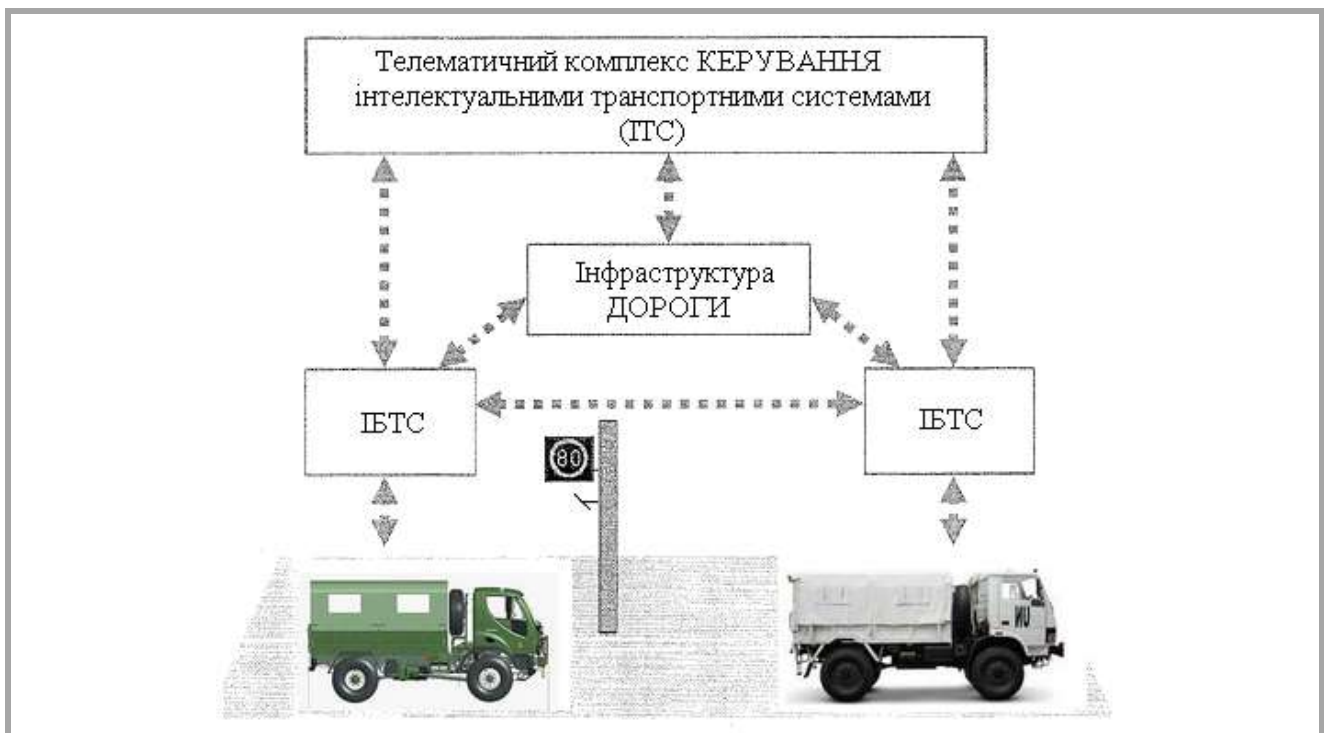 Телематичний комплекс КЕРУВАННЯ
інтелектуальними транспортними системами
(ІТС)
Інфраструктура
ДОРОГИ
ІБТС
ІБТС
80
UN